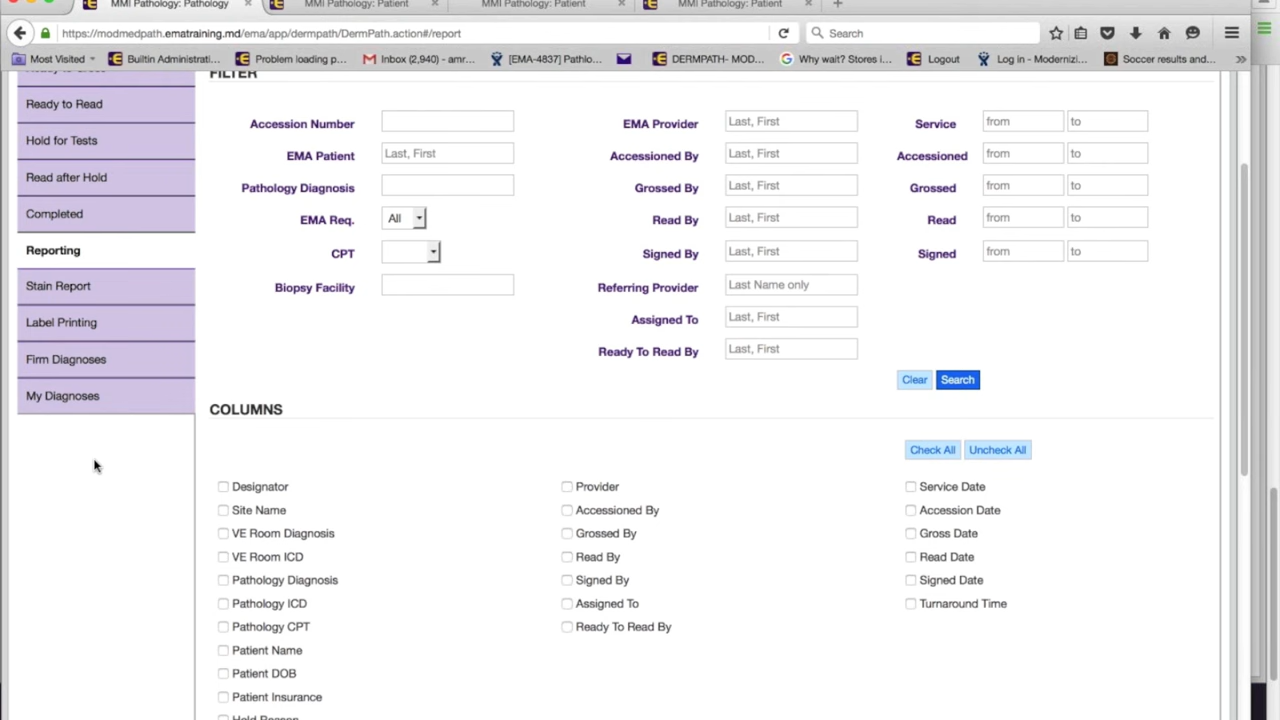 MMI Pathology: Pathology × MMI Pathology: Patient × MMI Pathology: Patient × MMI Pathology: Patient × +
https://modmedpath.ematraining.md/ema/app/dermpath/DermPath.action#/report Search
Most Visited Builtin Administrati... Problem loading p... Inbox (2,940) - amr... [EMA-4837] Pathlo... DERMPATH- MOD... Why wait? Stores i... Logout Log in - Modernizi... Soccer results and... »
FILTER
Ready to Read
Hold for Tests
Read after Hold
Completed
Reporting
Stain Report
Label Printing
Firm Diagnoses
My Diagnoses
Accession Number EMA Provider Last, First Service from to
EMA Patient Last, First Accessioned By Last, First Accessioned from to
Pathology Diagnosis Grossed By Last, First Grossed from to
EMA Req. All Read By Last, First Read from to
CPT Signed By Last, First Signed from to
Biopsy Facility Referring Provider Last Name only
Assigned To Last, First
Ready To Read By Last, First
Clear Search
COLUMNS
Check All Uncheck All
Designator Provider Service Date
Site Name Accessioned By Accession Date
VE Room Diagnosis Grossed By Gross Date
VE Room ICD Read By Read Date
Pathology Diagnosis Signed By Signed Date
Pathology ICD Assigned To Turnaround Time
Pathology CPT Ready To Read By
Patient Name
Patient DOB
Patient Insurance
Hold Reason